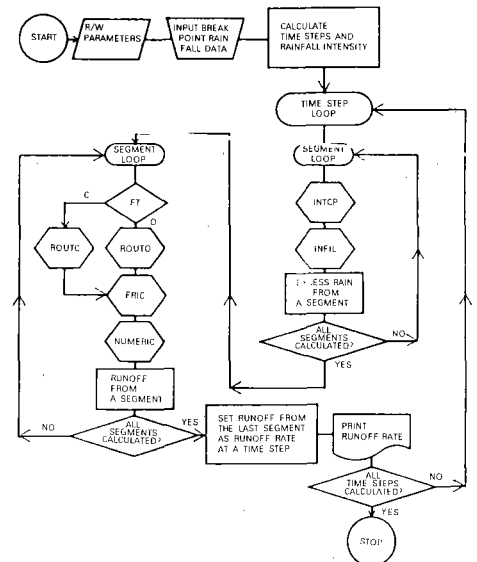 START
R/W
PARAMETERS
INPUT BREAK
POINT RAIN
FALL DATA
CALCULATE
TIME STEPS AND
RAINFALL INTENSITY
TIME STEP
LOOP
SEGMENT
LOOP
INTCP
INFIL
RAIN
FROM
A SEGMENT
ALL
SEGMENTS
CALCULATED?
NO
YES
SEGMENT
LOOP
C
O
ROUTC
ROUTO
FRIC
NUMERIC
RUNOFF
FROM
A SEGMENT
ALL
SEGMENTS
CALCULATED?
NO
YES
SET RUNOFF FROM
THE LAST SEGMENT
AS RUNOFF RATE
AT A TIME STEP
PRINT
RUNOFF RATE
ALL
TIME STEPS
CALCULATED?
NO
YES
STOP